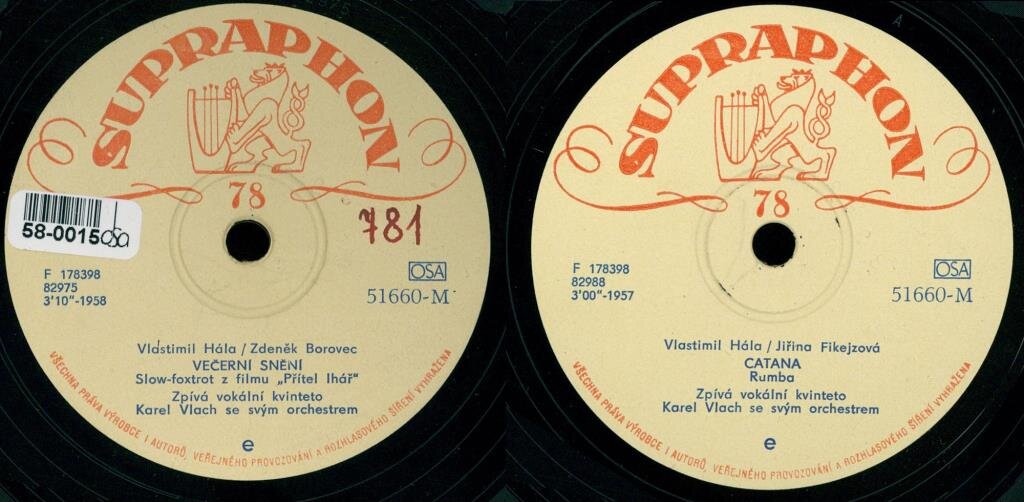 SUPRAPHON
78
58-0015
781
F 178398
82975
3'10"-1958
OSA
51660-M
Vlastimil Hála / Zdeněk Borovec
VEČERNÍ SNĚNÍ
Slow-foxtrot z filmu „Přítel lhář“
Zpívá vokální kvinteto
Karel Vlach se svým orchestrem
e
VŠECHNA PRÁVA VÝROBCE I AUTORŮ, VEŘEJNÉHO PROVOZOVÁNÍ A ROZHLASOVÉHO ŠÍŘENÍ VYHRAŽENA
SUPRAPHON
78
F 178398
82988
3'00"-1957
OSA
51660-M
Vlastimil Hála / Jiřina Fikejzová
CATANA
Rumba
Zpívá vokální kvinteto
Karel Vlach se svým orchestrem
e
VŠECHNA PRÁVA VÝROBCE I AUTORŮ, VEŘEJNÉHO PROVOZOVÁNÍ A ROZHLASOVÉHO ŠÍŘENÍ VYHRAŽENA